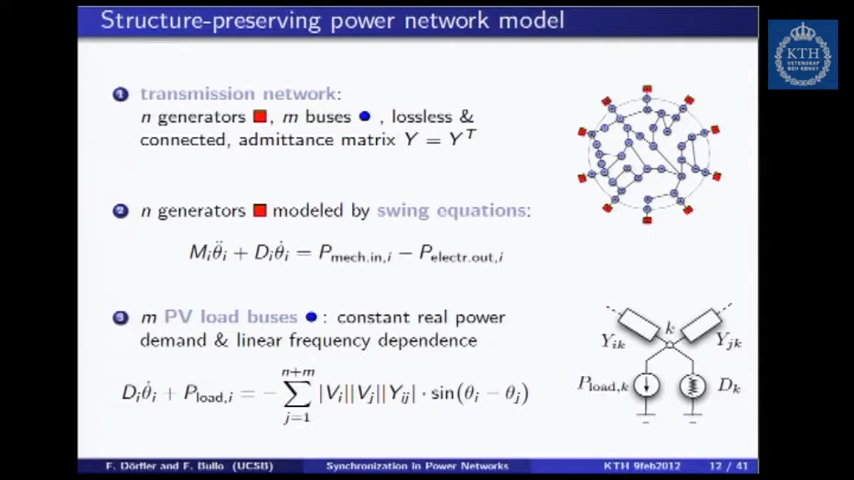 Structure-preserving power network model
KTH
VETENSKAP
OCH KONST
1 transmission network:
n generators , m buses , lossless &
connected, admittance matrix Y = Y^T
2 n generators modeled by swing equations:
M_i θ̈_i + D_i θ̇_i = P_mech.in,i − P_electr.out,i
3 m PV load buses : constant real power
demand & linear frequency dependence
D_i θ̇_i + P_load,i = − ∑_{j=1}^{n+m} |V_i||V_j||Y_ij| · sin(θ_i − θ_j)
k
Y_ik Y_jk
P_load,k D_k
F. Dörfler and F. Bullo (UCSB) Synchronization in Power Networks KTH 9feb2012 12 / 41